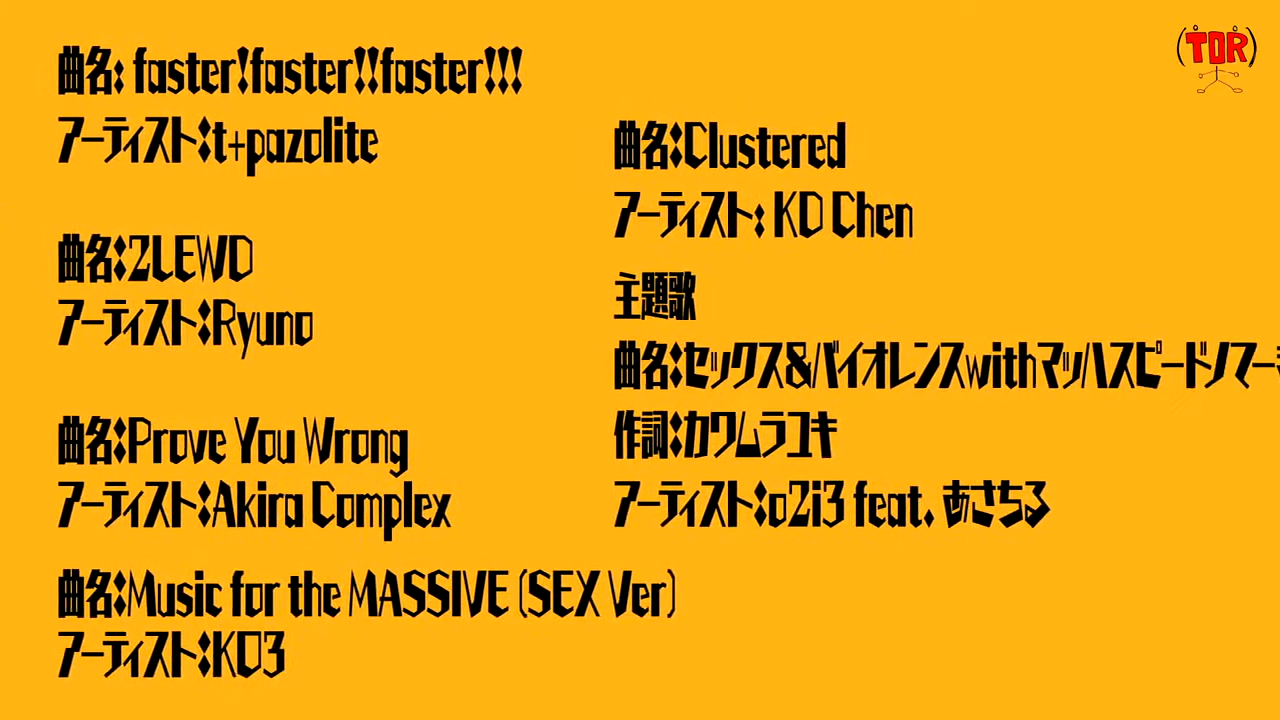 曲名: faster!faster!!faster!!!
アーティスト:t+pazolite
曲名:2LEWD
アーティスト:Ryuno
曲名:Prove You Wrong
アーティスト:Akira Complex
曲名:Music for the MASSIVE (SEX Ver)
アーティスト:KO3
(TOR)
曲名:Clustered
アーティスト: KO Chen
主題歌
曲名:セックス&バイオレンスwithマッハスピードノマー
作詞:カワムラユキ
アーティスト:o2i3 feat. あさちる